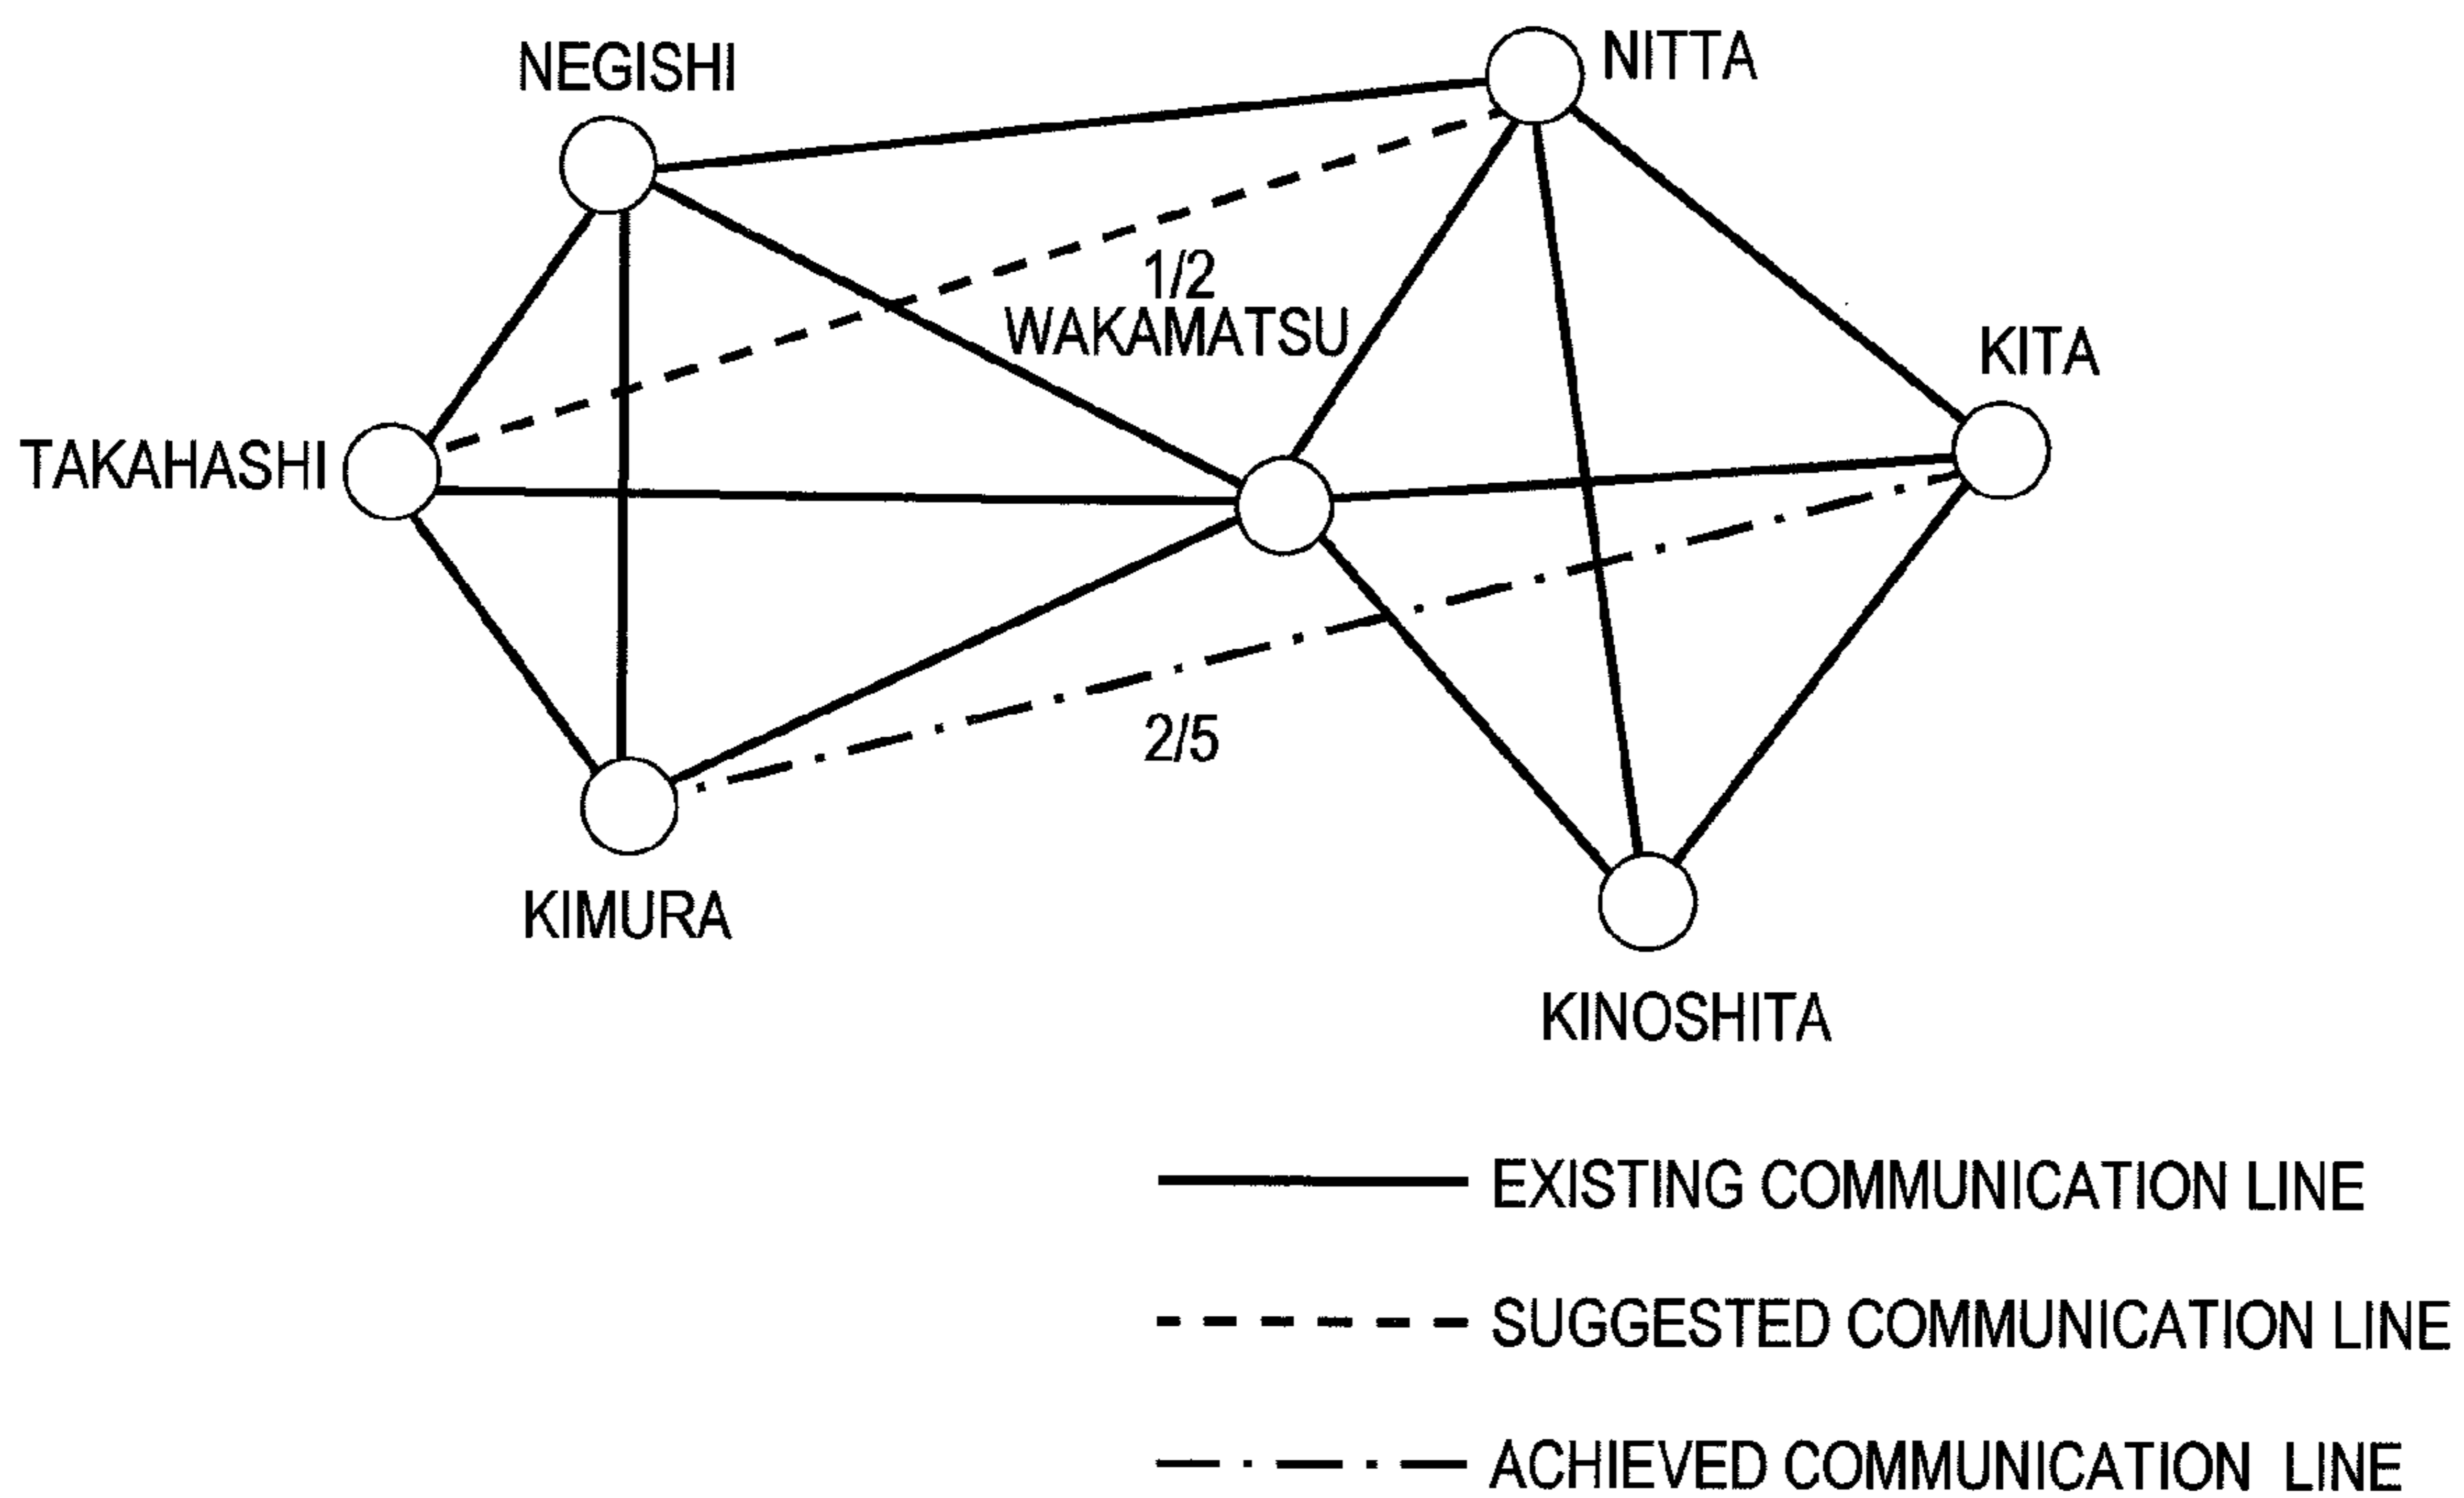 NEGISHI
NITTA
1/2
WAKAMATSU
KITA
TAKAHASHI
2/5
KIMURA
KINOSHITA
EXISTING COMMUNICATION LINE
SUGGESTED COMMUNICATION LINE
ACHIEVED COMMUNICATION LINE